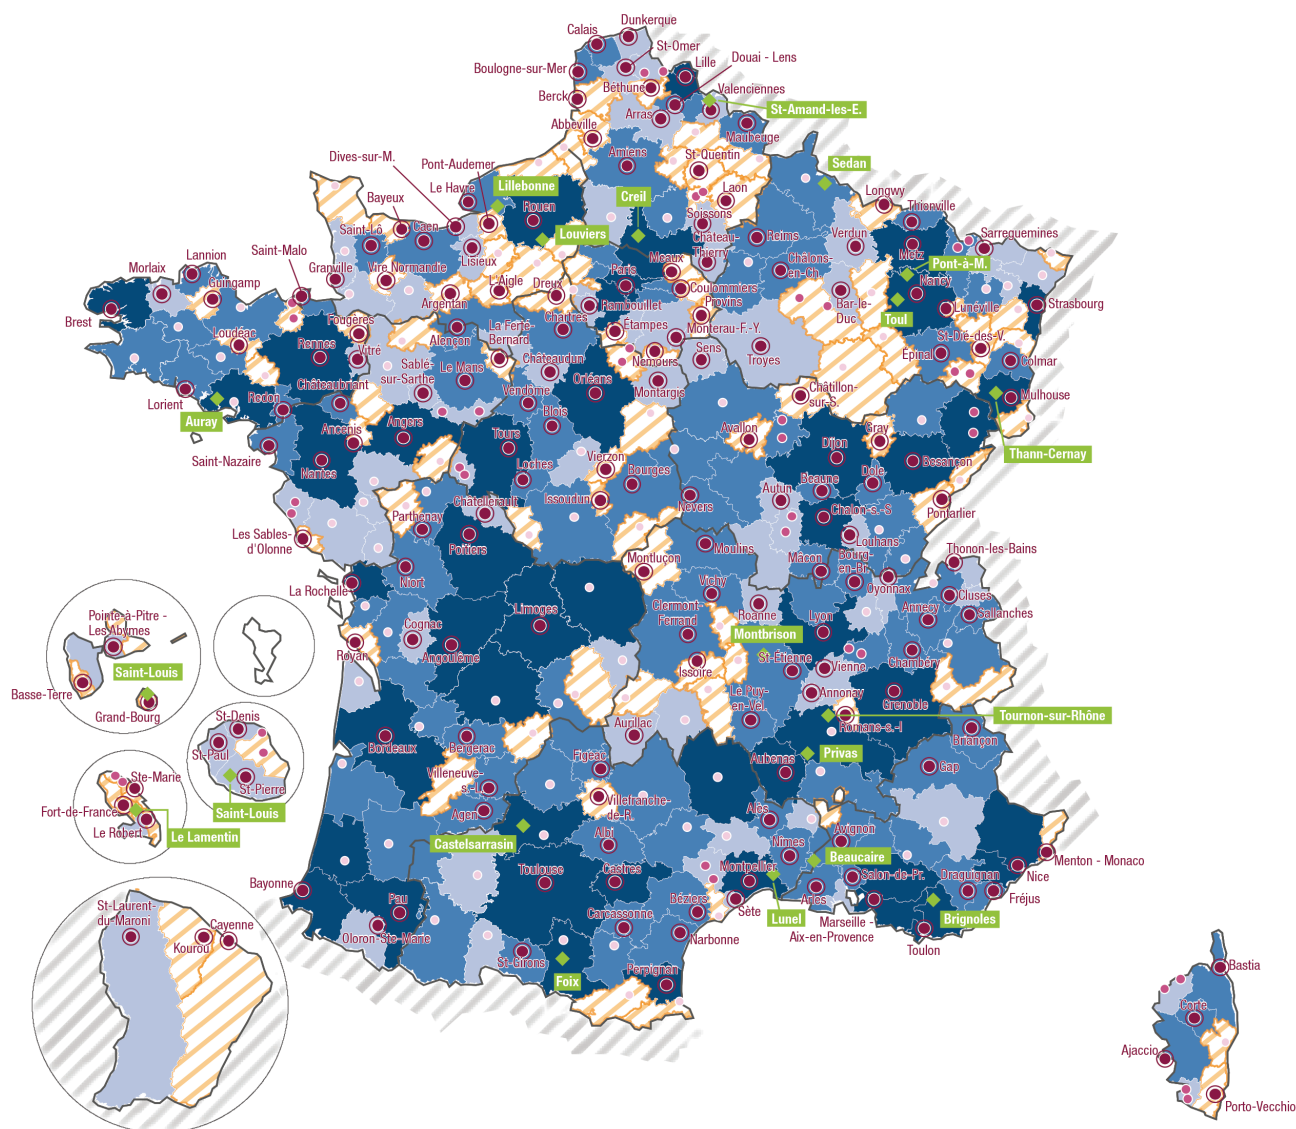 Dunkerque
Calais
St-Omer
Douai - Lens
Lille
Boulogne-sur-Mer
Béthune
Valenciennes
Berck
St-Amand-les-E.
Arras
Abbeville
Maubeuge
Dives-sur-M.
Pont-Audemer
Amiens
St-Quentin
Sedan
Laon
Le Havre
Lillebonne
Creil
Longwy
Bayeux
Rouen
Soissons
Thionville
Saint-Lô
Caen
Louviers
Château-
Thierry
Reims
Verdun
Sarreguemines
Saint-Malo
Lisieux
Metz
Lannion
Granville
Vire Normandie
Paris
Meaux
Châlons-
en-Ch.
Pont-à-M.
Morlaix
Guingamp
L'Aigle
Dreux
Coulommiers
Nancy
Argentan
Rambouillet
Provins
Bar-le-
Duc
Lunéville
Strasbourg
Brest
Fougères
Chartres
Étampes
Toul
Loudéac
Alençon
La Ferté-
Bernard
Montereau-F.-Y.
St-Dié-des-V.
Rennes
Vitré
Sablé-
sur-Sarthe
Le Mans
Châteaudun
Nemours
Sens
Troyes
Épinal
Colmar
Châteaubriant
Orléans
Montargis
Châtillon-
sur-S.
Mulhouse
Lorient
Redon
Vendôme
Auray
Blois
Ancenis
Angers
Avallon
Gray
Tours
Dijon
Thann-Cernay
Saint-Nazaire
Nantes
Loches
Vierzon
Bourges
Besançon
Beaune
Dole
Châtellerault
Issoudun
Nevers
Autun
Chalon-s.-S
Pontarlier
Parthenay
Les Sables-
d'Olonne
Poitiers
Louhans
Moulins
Mâcon
Bourg-
en-Br.
Thonon-les-Bains
Montluçon
Niort
La Rochelle
Vichy
Oyonnax
Cluses
Pointe-à-Pitre -
Les Abymes
Limoges
Clermont-
Ferrand
Roanne
Lyon
Annecy
Sallanches
Cognac
Montbrison
Royan
Angoulême
St-Étienne
Vienne
Chambéry
Saint-Louis
Issoire
Basse-Terre
Le Puy-
en-Vel.
Annonay
Grenoble
Grand-Bourg
St-Denis
Aurillac
Romans-s.-I
Tournon-sur-Rhône
St-Paul
Bordeaux
Bergerac
Briançon
Privas
Figeac
Aubenas
Gap
Ste-Marie
St-Pierre
Villeneuve-
s.-L.
Villefranche-
de-R.
Fort-de-France
Saint-Louis
Agen
Alès
Le Robert
Le Lamentin
Castelsarrasin
Albi
Avignon
Nîmes
Beaucaire
Menton - Monaco
Toulouse
Castres
Montpellier
Salon-de-Pr.
Nice
Bayonne
Draguignan
Arles
Fréjus
Pau
Sète
St-Laurent-
du-Maroni
Carcassonne
Béziers
Lunel
Marseille -
Aix-en-Provence
Brignoles
Cayenne
Oloron-Ste-Marie
Narbonne
Kourou
Toulon
St-Girons
Perpignan
Foix
Bastia
Corte
Ajaccio
Porto-Vecchio